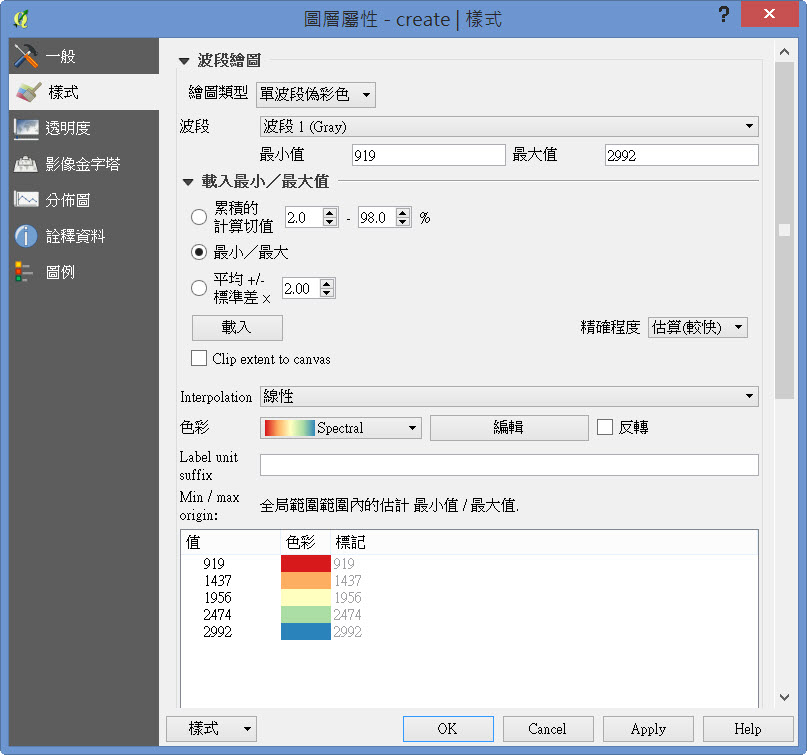 圖層屬性 - create | 樣式
?
一般
樣式
透明度
影像金字塔
分佈圖
詮釋資料
圖例
波段繪圖
繪圖類型 單波段偽彩色
波段 波段 1 (Gray)
最小值 919 最大值 2992
載入最小／最大值
累積的
計算切值 2.0 - 98.0 %
最小／最大
平均 +/-
標準差 x 2.00
載入 精確程度 估算(較快)
Clip extent to canvas
Interpolation 線性
色彩 Spectral 編輯 反轉
Label unit
suffix
Min / max
origin: 全局範圍範圍內的估計 最小值 / 最大值.
值 色彩 標記
919 919
1437 1437
1956 1956
2474 2474
2992 2992
樣式 OK Cancel Apply Help